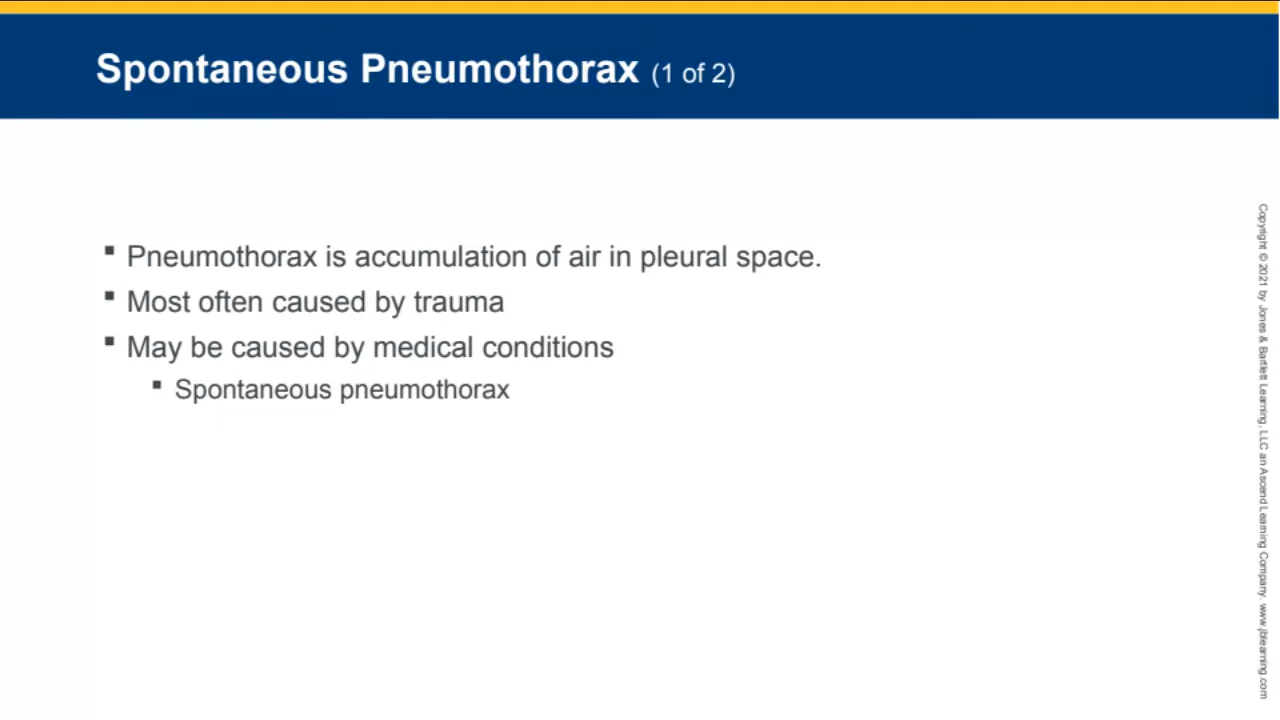 Spontaneous Pneumothorax (1 of 2)
▪ Pneumothorax is accumulation of air in pleural space.
▪ Most often caused by trauma
▪ May be caused by medical conditions
▪ Spontaneous pneumothorax
Copyright © 2021 by Jones & Bartlett Learning, LLC an Ascend Learning Company. www.jblearning.com